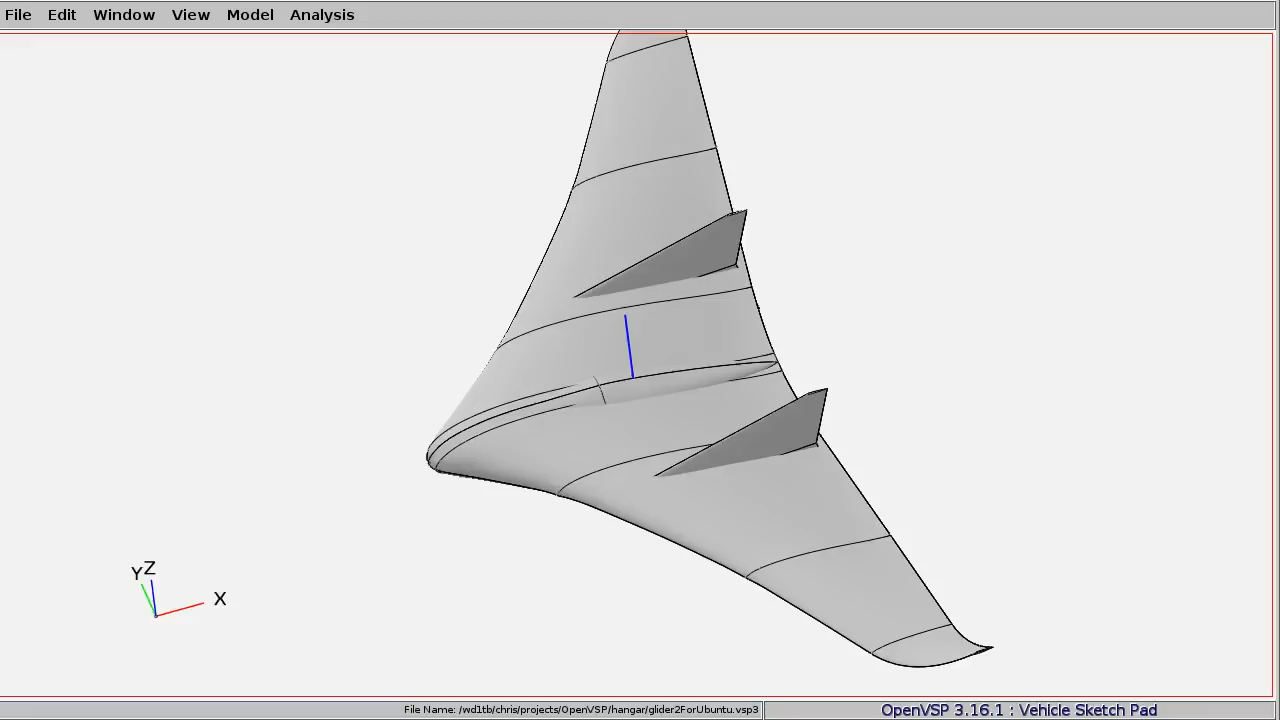 File Edit Window View Model Analysis
Y Z
X
File Name: /wd1tb/chris/projects/OpenVSP/hangar/glider2ForUbuntu.vsp3
OpenVSP 3.16.1 : Vehicle Sketch Pad